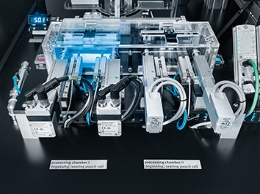 processing chamber I
degassing / sealing pouch cell
processing chamber II
degassing / sealing pouch cell